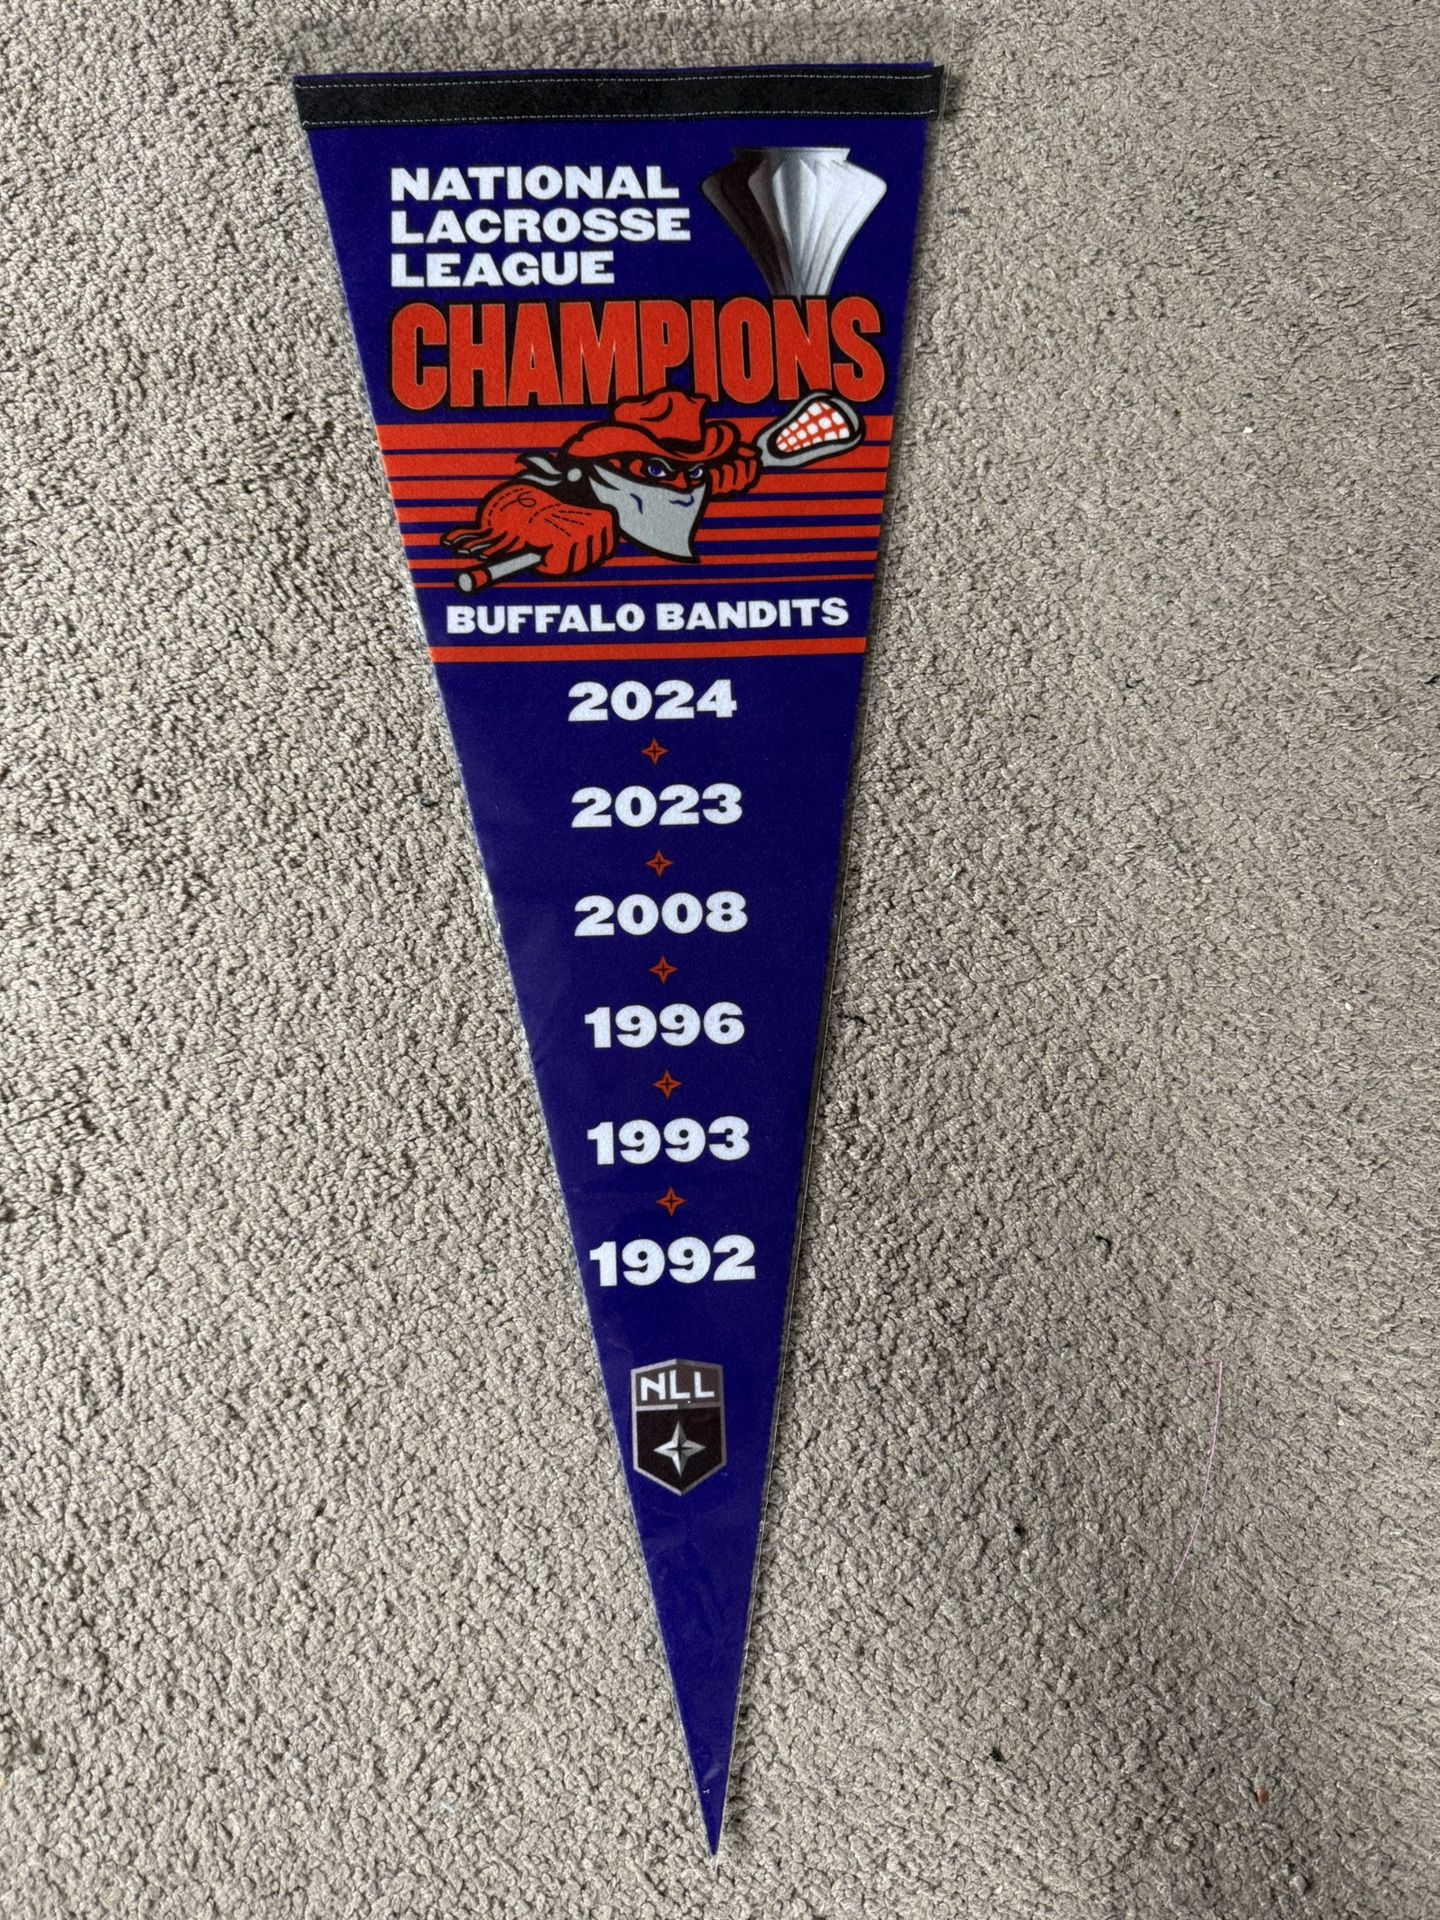 NATIONAL
LACROSSE
LEAGUE
CHAMPIONS
BUFFALO BANDITS
2024
2023
2008
1996
1993
1992
NLL